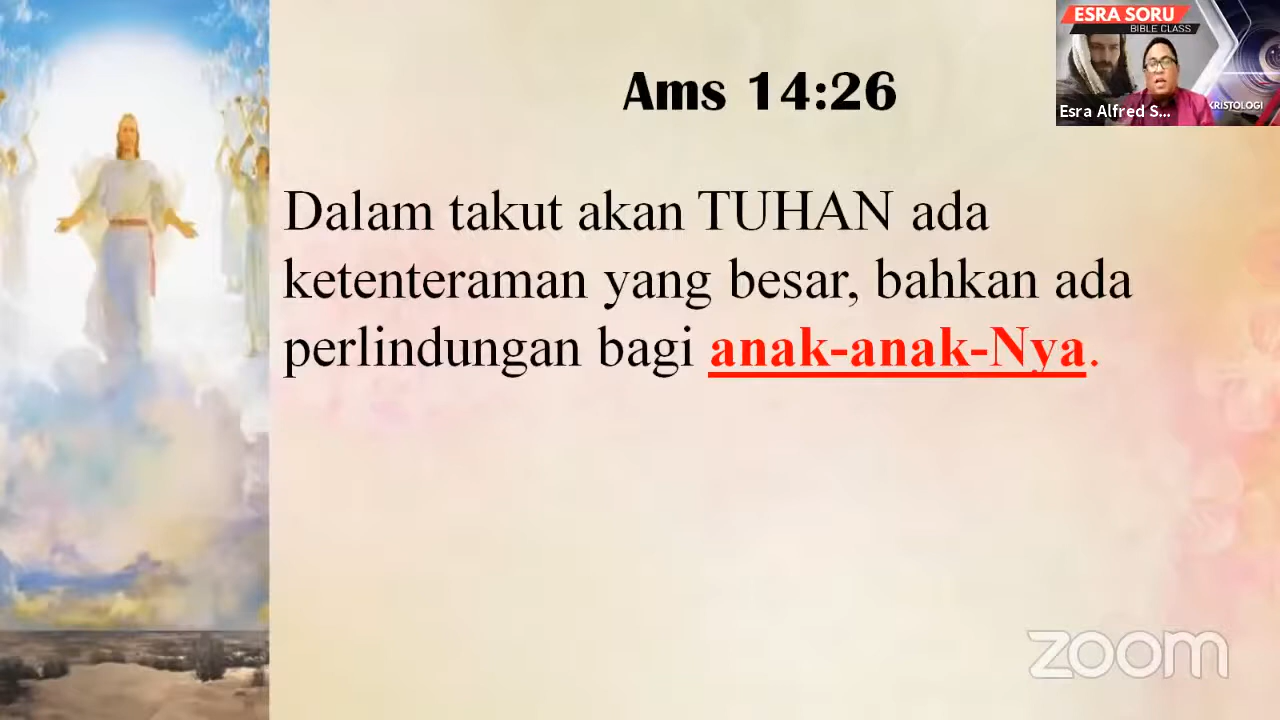 ESRA SORU
BIBLE CLASS
KRISTOLOGI
Esra Alfred S...
Ams 14:26
Dalam takut akan TUHAN ada
ketenteraman yang besar, bahkan ada
perlindungan bagi anak-anak-Nya.
zoom